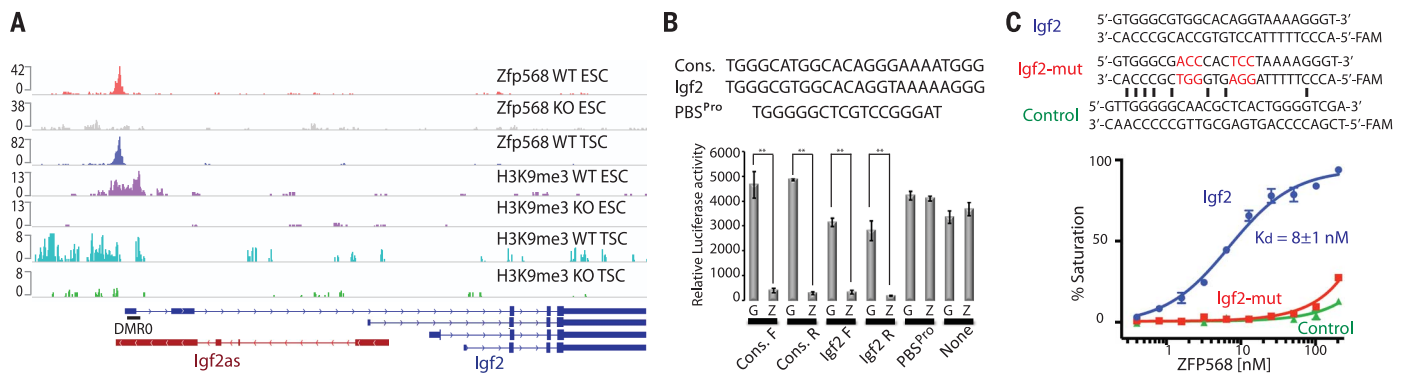 A
42
0
Zfp568 WT ESC
38
0
Zfp568 KO ESC
82
0
Zfp568 WT TSC
13
0
H3K9me3 WT ESC
13
0
H3K9me3 KO ESC
8
0
H3K9me3 WT TSC
8
0
H3K9me3 KO TSC
DMR0
Igf2as
Igf2
B
Cons. TGGGCATGGCACAGGGAAAATGGG
Igf2 TGGGCGTGGCACAGGTAAAAAGGG
PBSPro TGGGGGCTCGTCCGGGAT
Relative Luciferase activity
6000
5000
4000
3000
2000
1000
0
** ** ** **
G Z G Z G Z G Z G Z G Z
Cons. F
Cons. R
Igf2 F
Igf2 R
PBS Pro
None
C
Igf2
5’-GTGGGCGTGGCACAGGTAAAAGGGT-3’
3’-CACCCGCACCGTGTCCATTTTTCCCA-5’-FAM
Igf2-mut
5’-GTGGGCGACCCACTCCTAAAAGGGT-3’
3’-CACCCGCTGGGTGAGGATTTTTCCCA-5’-FAM
Control
5’-GTTGGGGGCAACGCTCACTGGGGTCGA-3’
3’-CAACCCCCGTTGCGAGTGACCCCAGCT-5’-FAM
% Saturation
100
50
0
Igf2
Kd = 8±1 nM
Igf2-mut
Control
1 10 100
ZFP568 [nM]